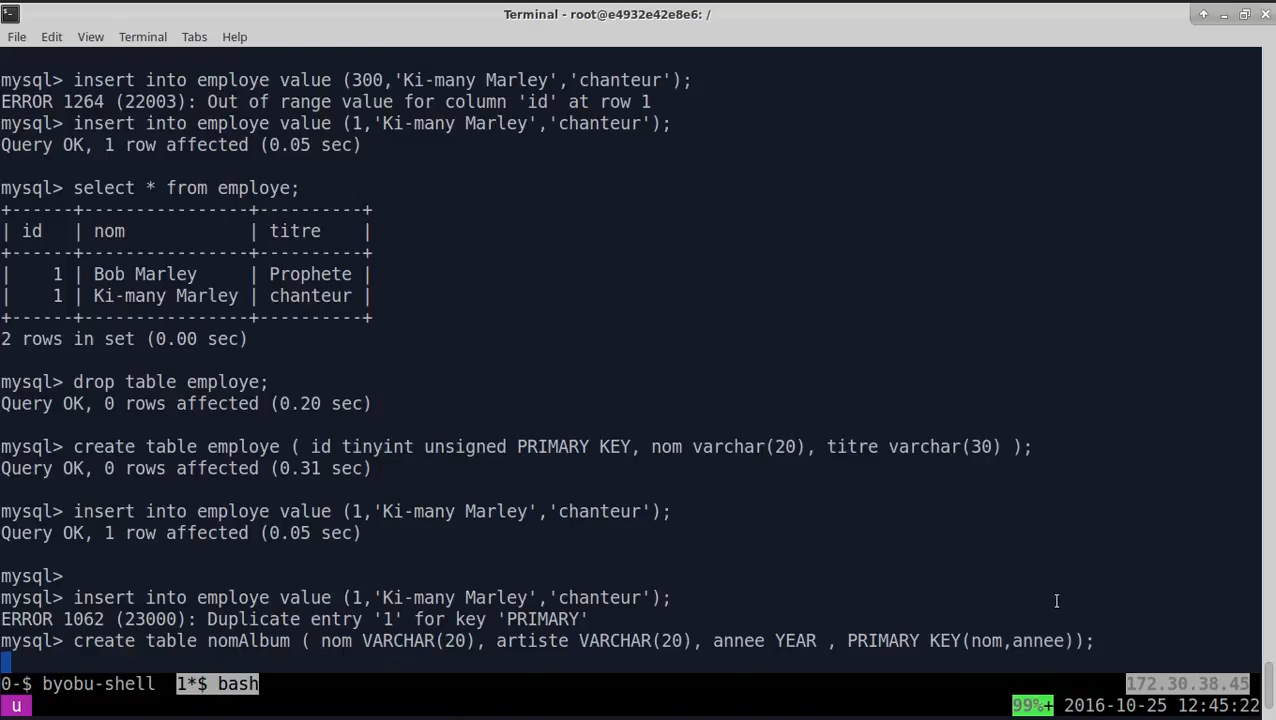 Terminal - root@e4932e42e8e6: /
File Edit View Terminal Tabs Help
mysql> insert into employe value (300,'Ki-many Marley','chanteur');
ERROR 1264 (22003): Out of range value for column 'id' at row 1
mysql> insert into employe value (1,'Ki-many Marley','chanteur');
Query OK, 1 row affected (0.05 sec)
mysql> select * from employe;
+------+----------------+----------+
| id   | nom            | titre    |
+------+----------------+----------+
|    1 | Bob Marley     | Prophete |
|    1 | Ki-many Marley | chanteur |
+------+----------------+----------+
2 rows in set (0.00 sec)
mysql> drop table employe;
Query OK, 0 rows affected (0.20 sec)
mysql> create table employe ( id tinyint unsigned PRIMARY KEY, nom varchar(20), titre varchar(30) );
Query OK, 0 rows affected (0.31 sec)
mysql> insert into employe value (1,'Ki-many Marley','chanteur');
Query OK, 1 row affected (0.05 sec)
mysql>
mysql> insert into employe value (1,'Ki-many Marley','chanteur');
ERROR 1062 (23000): Duplicate entry '1' for key 'PRIMARY'
mysql> create table nomAlbum ( nom VARCHAR(20), artiste VARCHAR(20), annee YEAR , PRIMARY KEY(nom,annee));
0-$ byobu-shell  1*$ bash 172.30.38.45
u 99%+ 2016-10-25 12:45:22